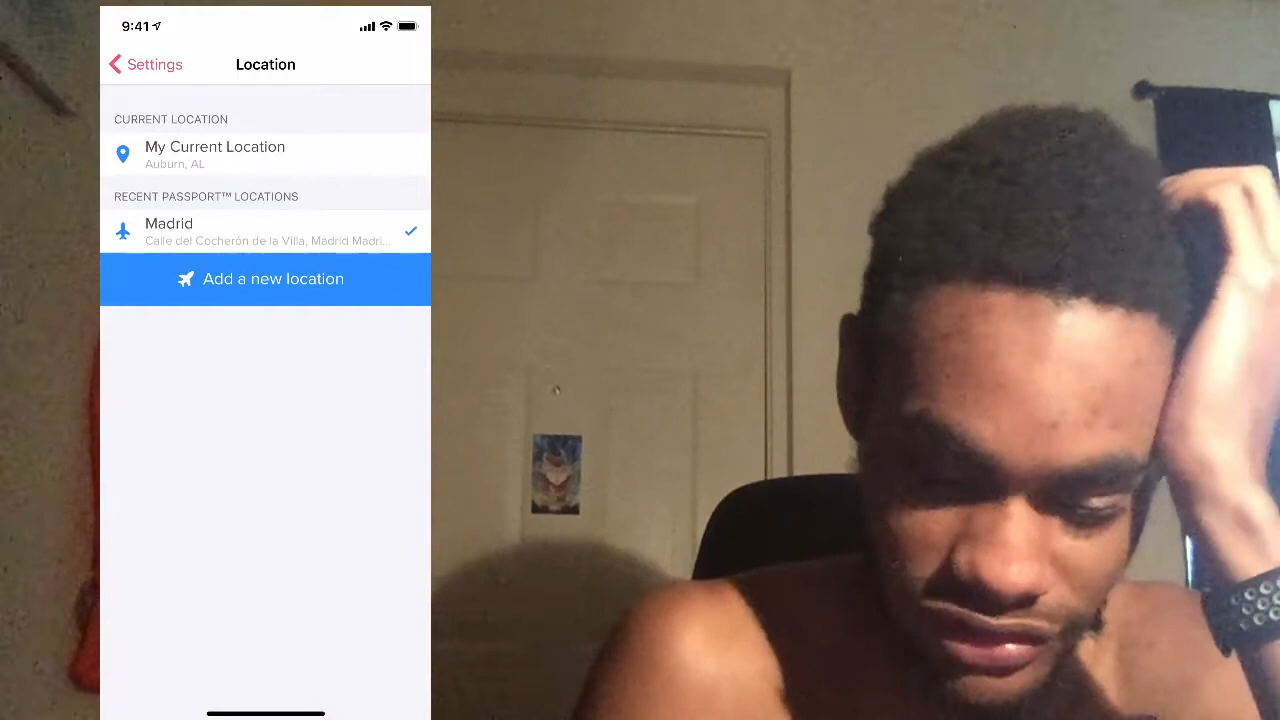 9:41
Settings
Location
CURRENT LOCATION
My Current Location
Auburn, AL
RECENT PASSPORT™ LOCATIONS
Madrid
Calle del Cocherón de la Villa, Madrid Madri...
Add a new location